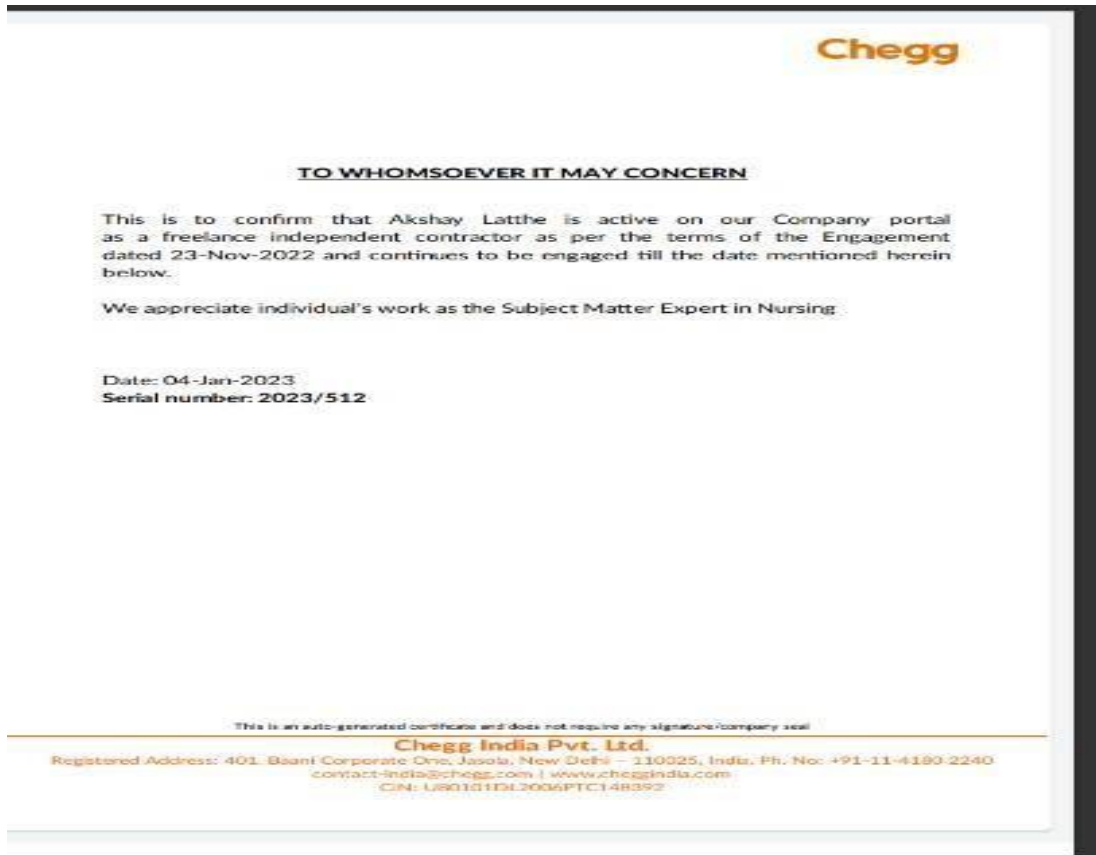 Chegg
TO WHOMSOEVER IT MAY CONCERN
This is to confirm that Akshay Latthe is active on our Company portal
as a freelance independent contractor as per the terms of the Engagement
dated 23-Nov-2022 and continues to be engaged till the date mentioned herein
below.
We appreciate individual's work as the Subject Matter Expert in Nursing
Date: 04-Jan-2023
Serial number: 2023/512
This is an auto-generated certificate and does not require any signature/company seal
Chegg India Pvt. Ltd.
Registered Address: 401, Baani Corporate One, Jasola, New Delhi – 110025, India, Ph. No: +91-11-4180 2240
contact-india@chegg.com | www.cheggindia.com
CIN: U80101DL2006PTC148392